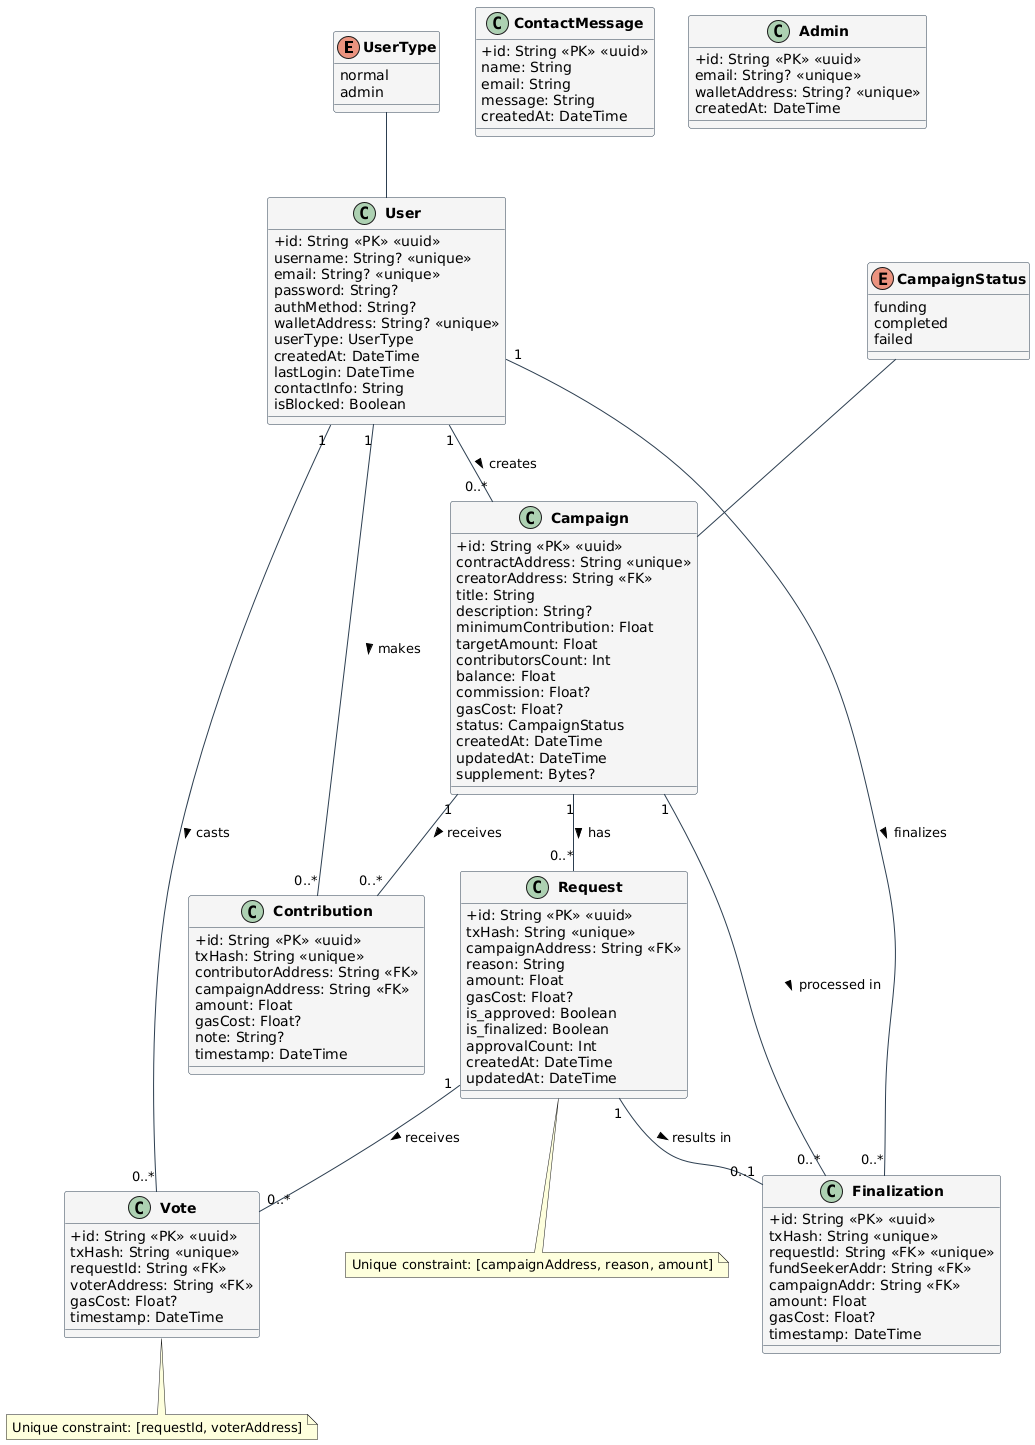 E UserType
normal
admin
C ContactMessage
+id: String «PK» «uuid»
name: String
email: String
message: String
createdAt: DateTime
C Admin
+id: String «PK» «uuid»
email: String? «unique»
walletAddress: String? «unique»
createdAt: DateTime
C User
+id: String «PK» «uuid»
username: String? «unique»
email: String? «unique»
password: String?
authMethod: String?
walletAddress: String? «unique»
userType: UserType
createdAt: DateTime
lastLogin: DateTime
contactInfo: String
isBlocked: Boolean
E CampaignStatus
funding
completed
failed
1
1
1
1
creates
0..*
C Campaign
+id: String «PK» «uuid»
contractAddress: String «unique»
creatorAddress: String «FK»
title: String
description: String?
minimumContribution: Float
targetAmount: Float
contributorsCount: Int
balance: Float
commission: Float?
gasCost: Float?
status: CampaignStatus
createdAt: DateTime
updatedAt: DateTime
supplement: Bytes?
makes
1
1
1
casts
receives
has
finalizes
0..*
0..*
0..*
C Contribution
+id: String «PK» «uuid»
txHash: String «unique»
contributorAddress: String «FK»
campaignAddress: String «FK»
amount: Float
gasCost: Float?
note: String?
timestamp: DateTime
C Request
+id: String «PK» «uuid»
txHash: String «unique»
campaignAddress: String «FK»
reason: String
amount: Float
gasCost: Float?
is_approved: Boolean
is_finalized: Boolean
approvalCount: Int
createdAt: DateTime
updatedAt: DateTime
processed in
1
1
receives
results in
0..*
0..*
0..1
0..*
0..*
C Vote
+id: String «PK» «uuid»
txHash: String «unique»
requestId: String «FK»
voterAddress: String «FK»
gasCost: Float?
timestamp: DateTime
Unique constraint: [campaignAddress, reason, amount]
C Finalization
+id: String «PK» «uuid»
txHash: String «unique»
requestId: String «FK» «unique»
fundSeekerAddr: String «FK»
campaignAddr: String «FK»
amount: Float
gasCost: Float?
timestamp: DateTime
Unique constraint: [requestId, voterAddress]